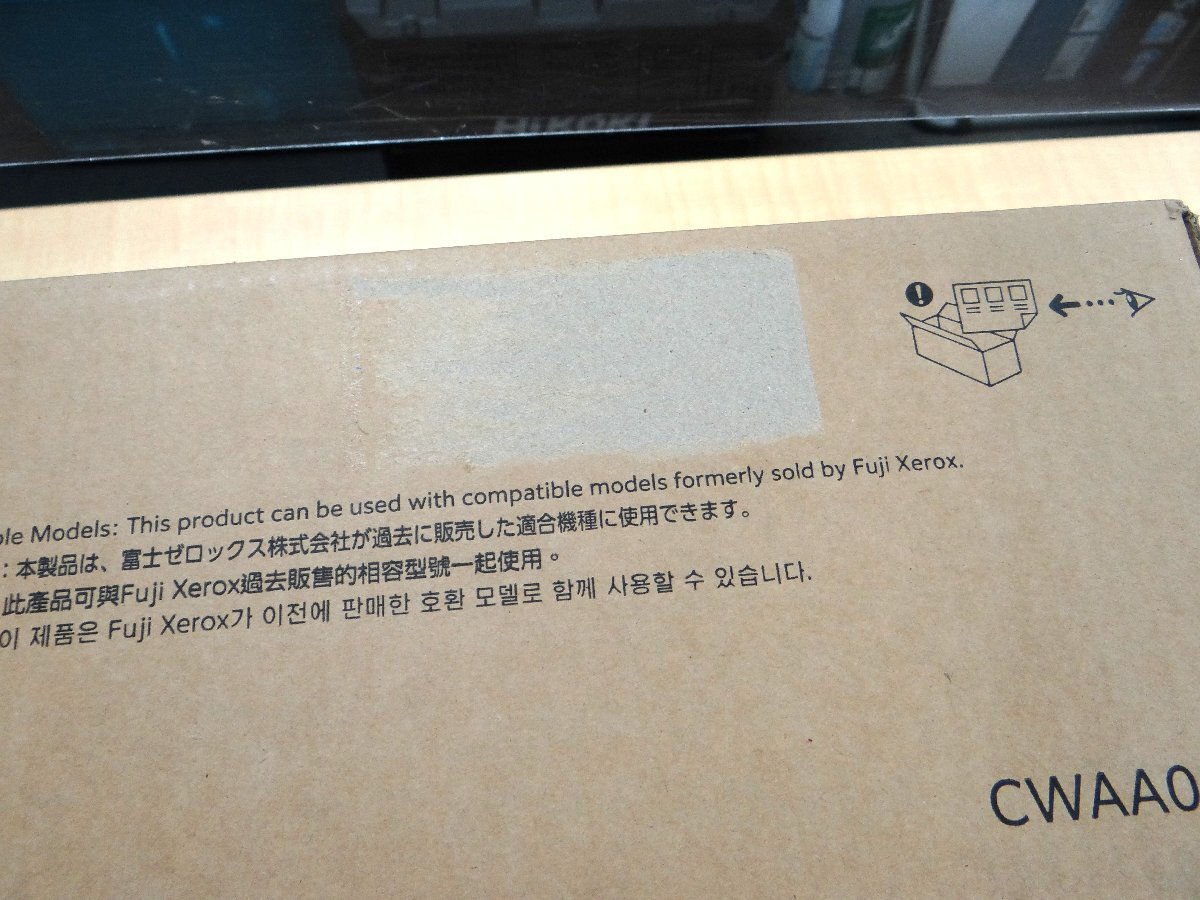 HiKOKI
ble Models: This product can be used with compatible models formerly sold by Fuji Xerox.
：本製品は、富士ゼロックス株式会社が過去に販売した適合機種に使用できます。
此產品可與Fuji Xerox過去販售的相容型號一起使用。
이 제품은 Fuji Xerox가 이전에 판매한 호환 모델로 함께 사용할 수 있습니다.
CWAA0